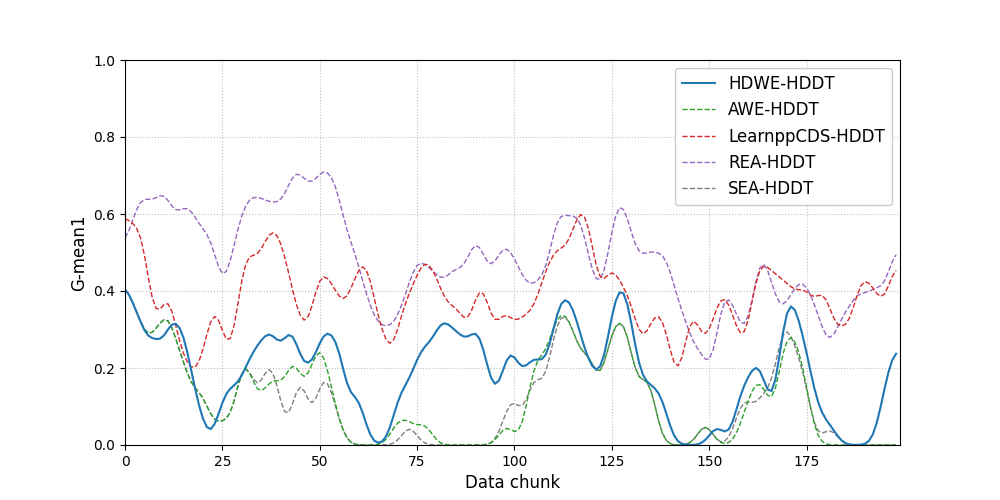 1.0
0.8
0.6
0.4
0.2
0.0
G-mean1
0
25
50
75
100
125
150
175
Data chunk
HDWE-HDDT
AWE-HDDT
LearnppCDS-HDDT
REA-HDDT
SEA-HDDT